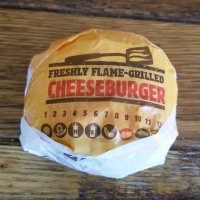 FRESHLY FLAME-GRILLED
CHEESEBURGER
1 2 3 4 5 6 7 8 9 10 11 12